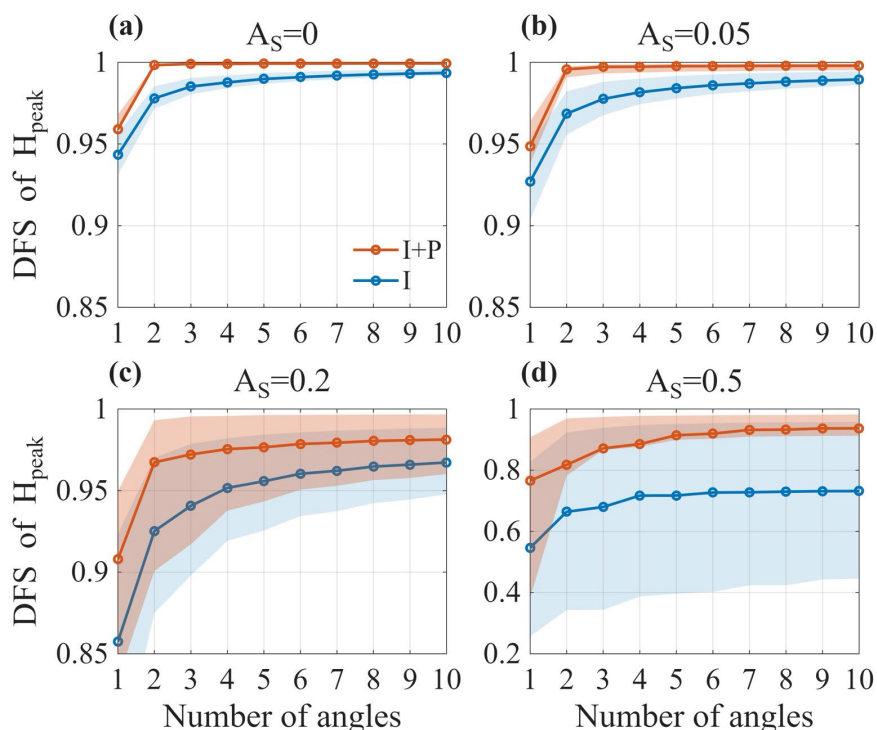 (a) A_S=0
(b) A_S=0.05
DFS of H_peak
1
0.95
0.9
0.85
I+P
I
1 2 3 4 5 6 7 8 9 10
1
0.95
0.9
0.85
1 2 3 4 5 6 7 8 9 10
(c) A_S=0.2
(d) A_S=0.5
DFS of H_peak
1
0.95
0.9
0.85
1 2 3 4 5 6 7 8 9 10
Number of angles
1
0.8
0.6
0.4
0.2
1 2 3 4 5 6 7 8 9 10
Number of angles